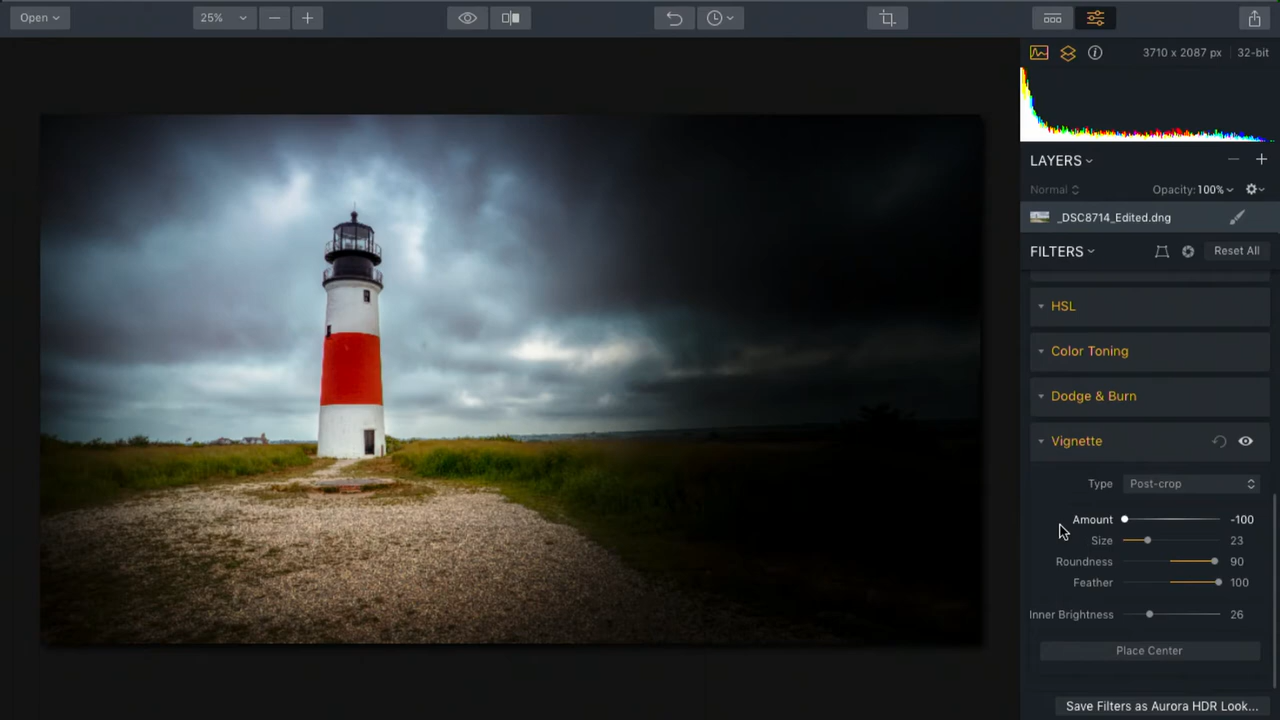 Open
25%
3710 x 2087 px 32-bit
LAYERS
Normal Opacity: 100%
_DSC8714_Edited.dng
FILTERS Reset All
HSL
Color Toning
Dodge & Burn
Vignette
Type Post-crop
Amount -100
Size 23
Roundness 90
Feather 100
Inner Brightness 26
Place Center
Save Filters as Aurora HDR Look...